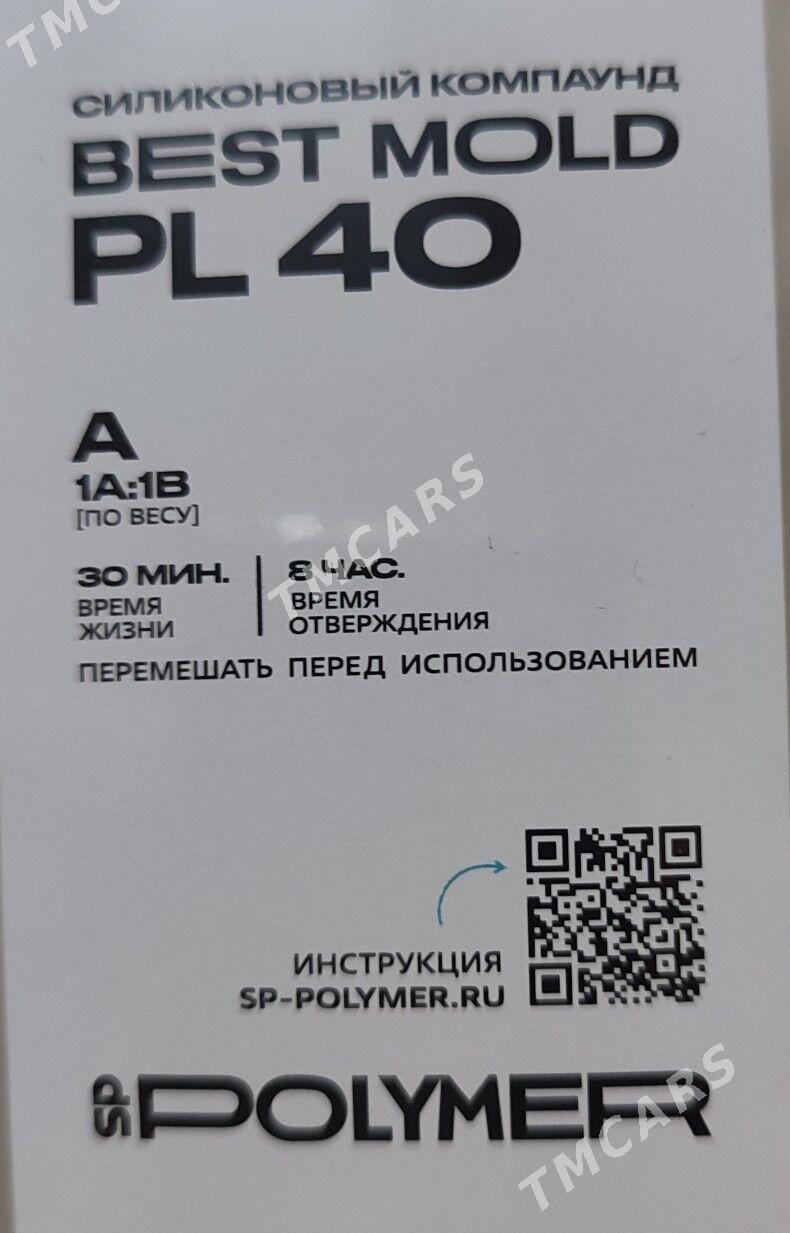 TMC
СИЛИКОНОВЫЙ КОМПАУНД
BEST MOLD
PL 40
A
1A:1B
[ПО ВЕСУ]
30 МИН.
ВРЕМЯ
ЖИЗНИ
8 ЧАС.
ВРЕМЯ
ОТВЕРЖДЕНИЯ
TMCARS
ПЕРЕМЕШАТЬ ПЕРЕД ИСПОЛЬЗОВАНИЕМ
ИНСТРУКЦИЯ
SP-POLYMER.RU
SP POLYMER
TMCARS